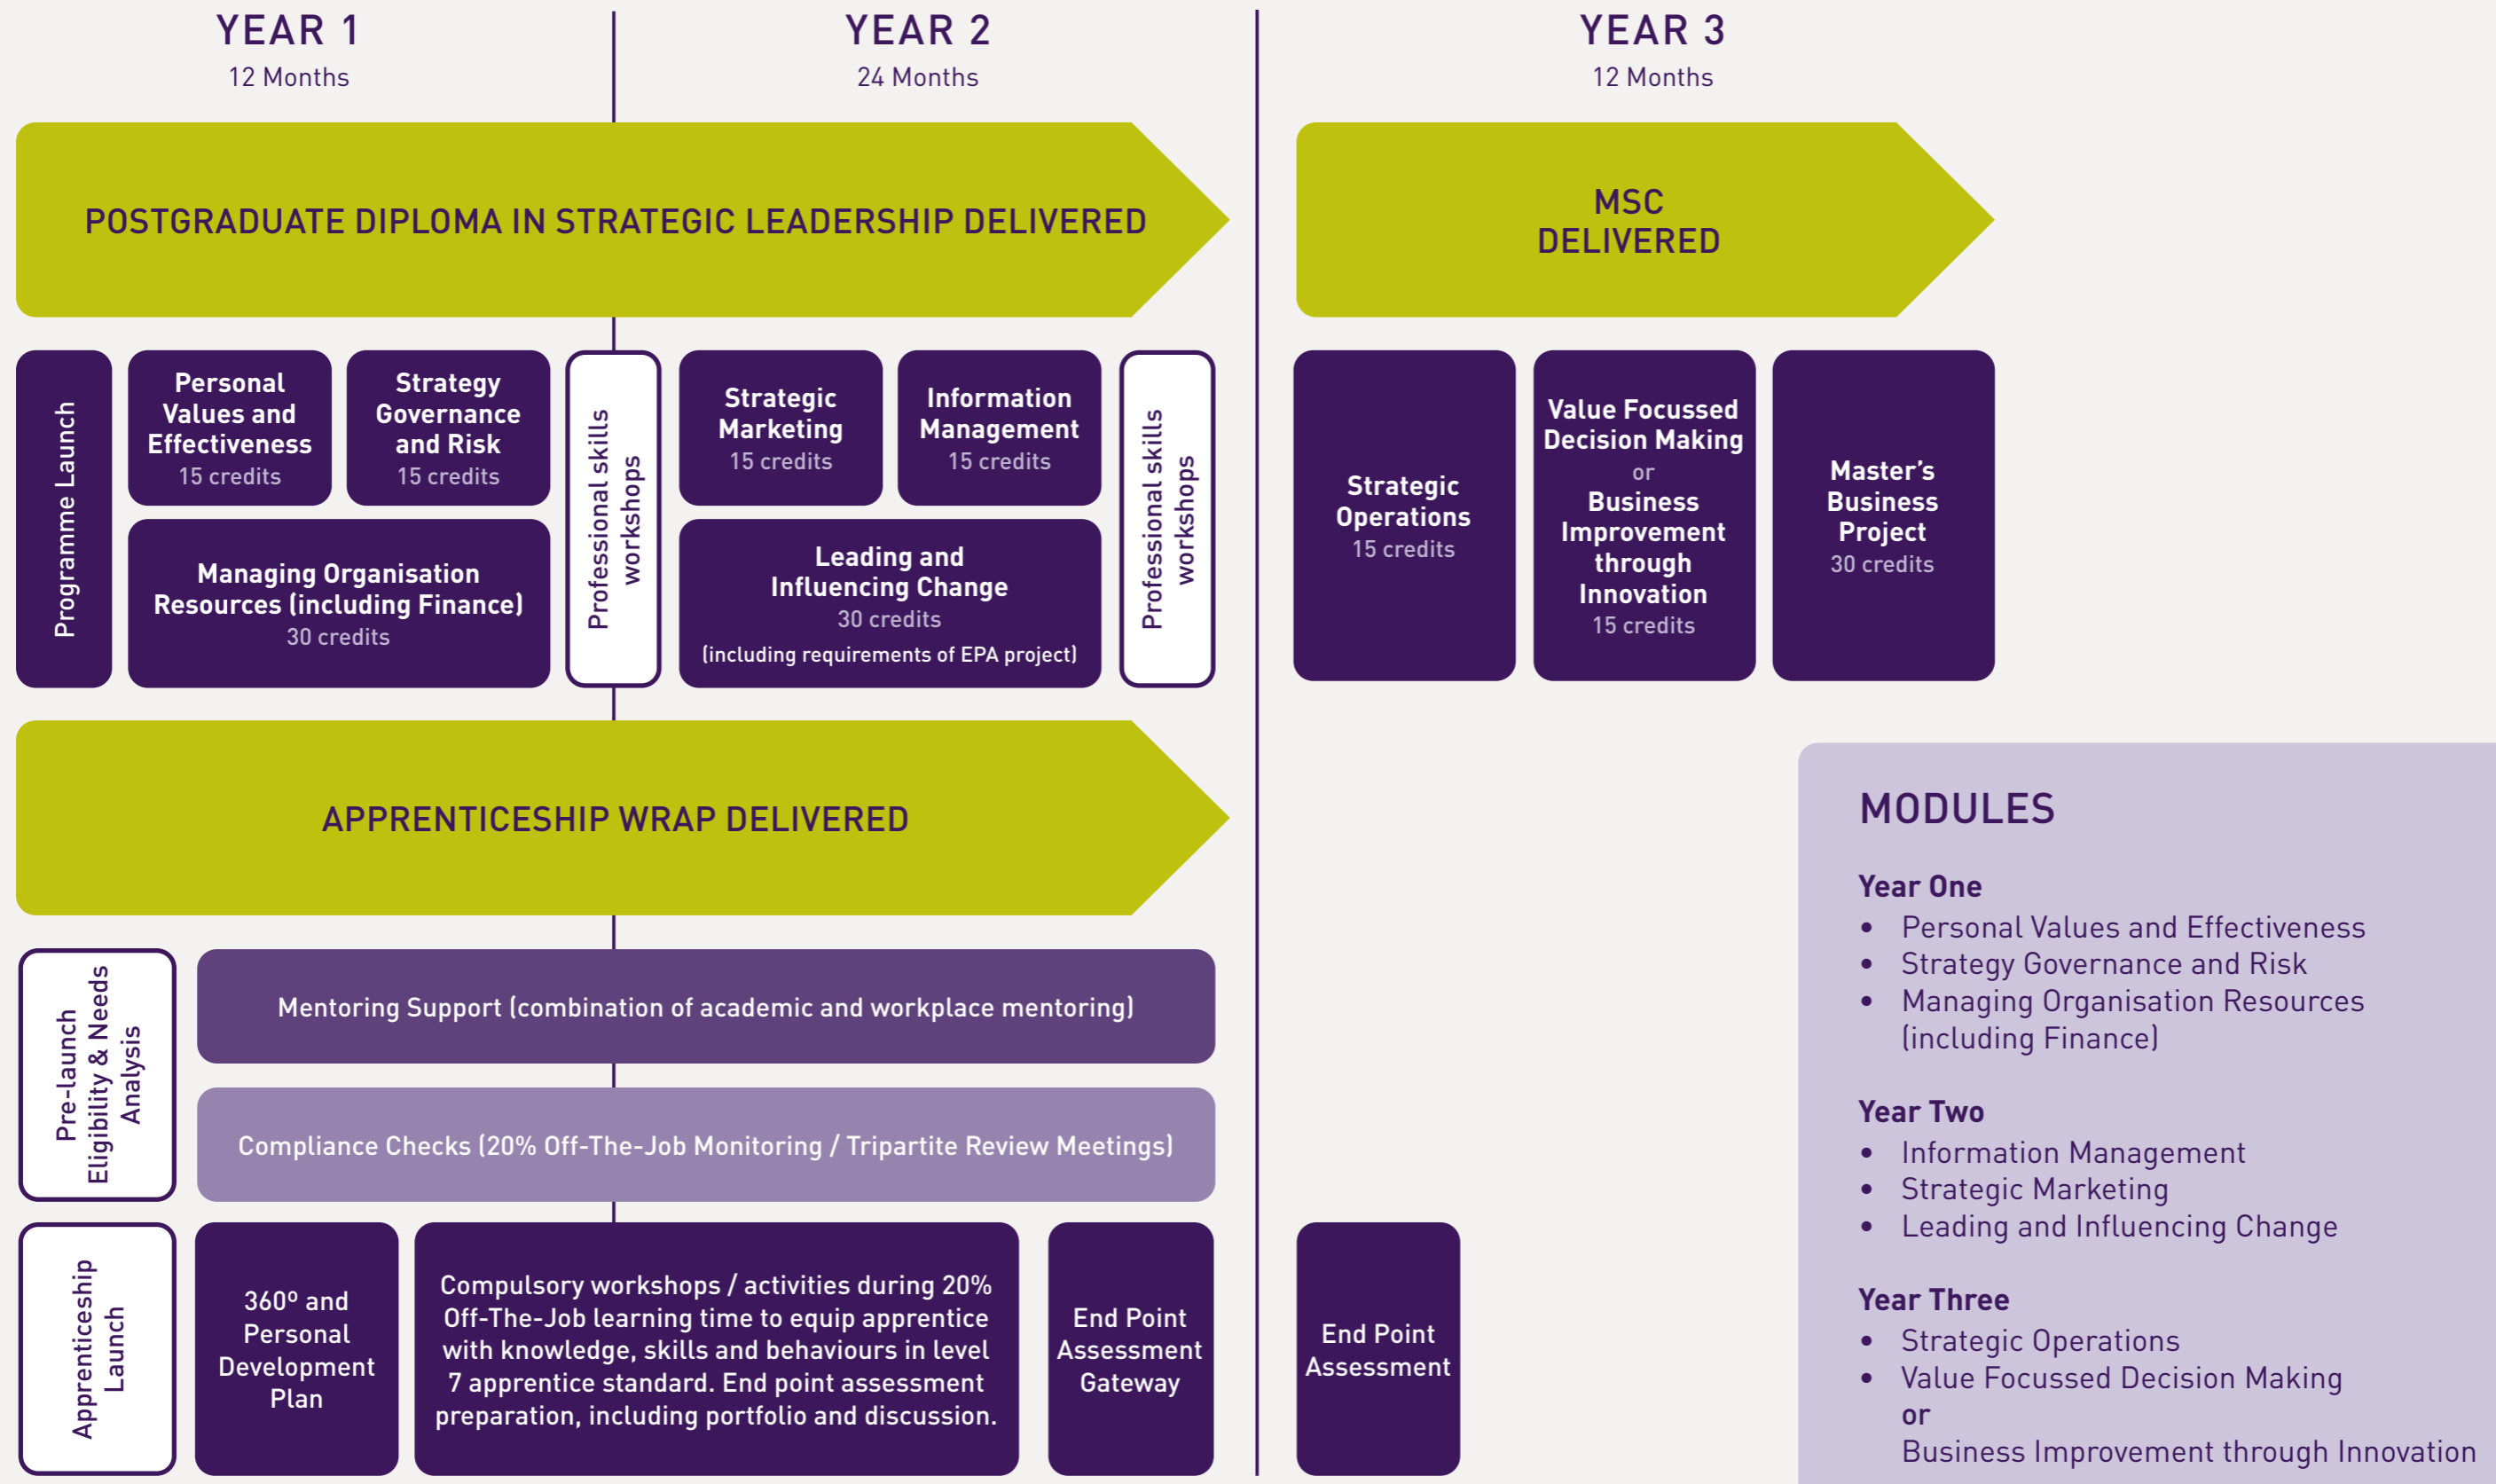 YEAR 1
12 Months
YEAR 2
24 Months
YEAR 3
12 Months
POSTGRADUATE DIPLOMA IN STRATEGIC LEADERSHIP DELIVERED
MSC
DELIVERED
Programme Launch
Personal
Values and
Effectiveness
15 credits
Strategy
Governance
and Risk
15 credits
Managing Organisation
Resources (including Finance)
30 credits
Professional skills
workshops
Strategic
Marketing
15 credits
Information
Management
15 credits
Leading and
Influencing Change
30 credits
(including requirements of EPA project)
Professional skills
workshops
Strategic
Operations
15 credits
Value Focussed
Decision Making
or
Business
Improvement
through
Innovation
15 credits
Master’s
Business
Project
30 credits
APPRENTICESHIP WRAP DELIVERED
Pre-launch
Eligibility & Needs
Analysis
Mentoring Support (combination of academic and workplace mentoring)
Compliance Checks (20% Off-The-Job Monitoring / Tripartite Review Meetings)
Apprenticeship
Launch
360º and
Personal
Development
Plan
Compulsory workshops / activities during 20%
Off-The-Job learning time to equip apprentice
with knowledge, skills and behaviours in level
7 apprentice standard. End point assessment
preparation, including portfolio and discussion.
End Point
Assessment
Gateway
End Point
Assessment
MODULES
Year One
• Personal Values and Effectiveness
• Strategy Governance and Risk
• Managing Organisation Resources
(including Finance)
Year Two
• Information Management
• Strategic Marketing
• Leading and Influencing Change
Year Three
• Strategic Operations
• Value Focussed Decision Making
or
Business Improvement through Innovation